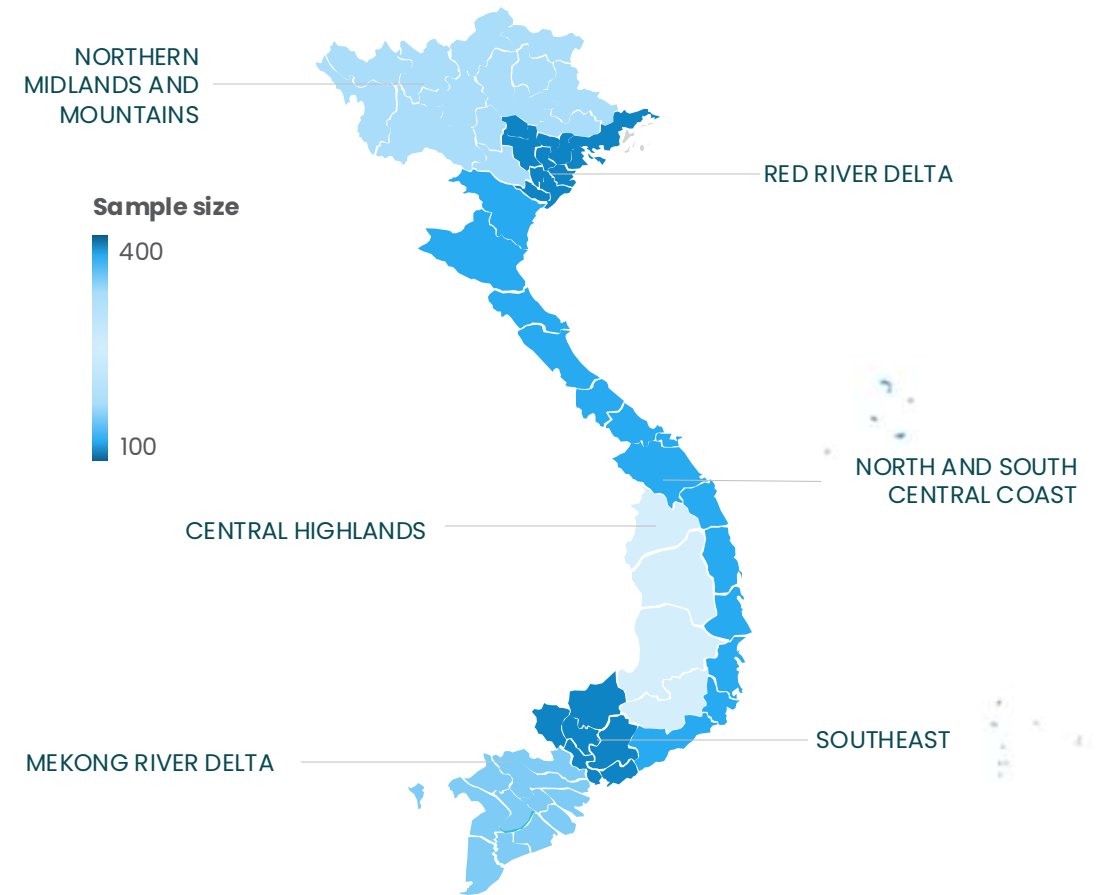 NORTHERN
MIDLANDS AND
MOUNTAINS
RED RIVER DELTA
Sample size
400
100
NORTH AND SOUTH
CENTRAL COAST
CENTRAL HIGHLANDS
SOUTHEAST
MEKONG RIVER DELTA